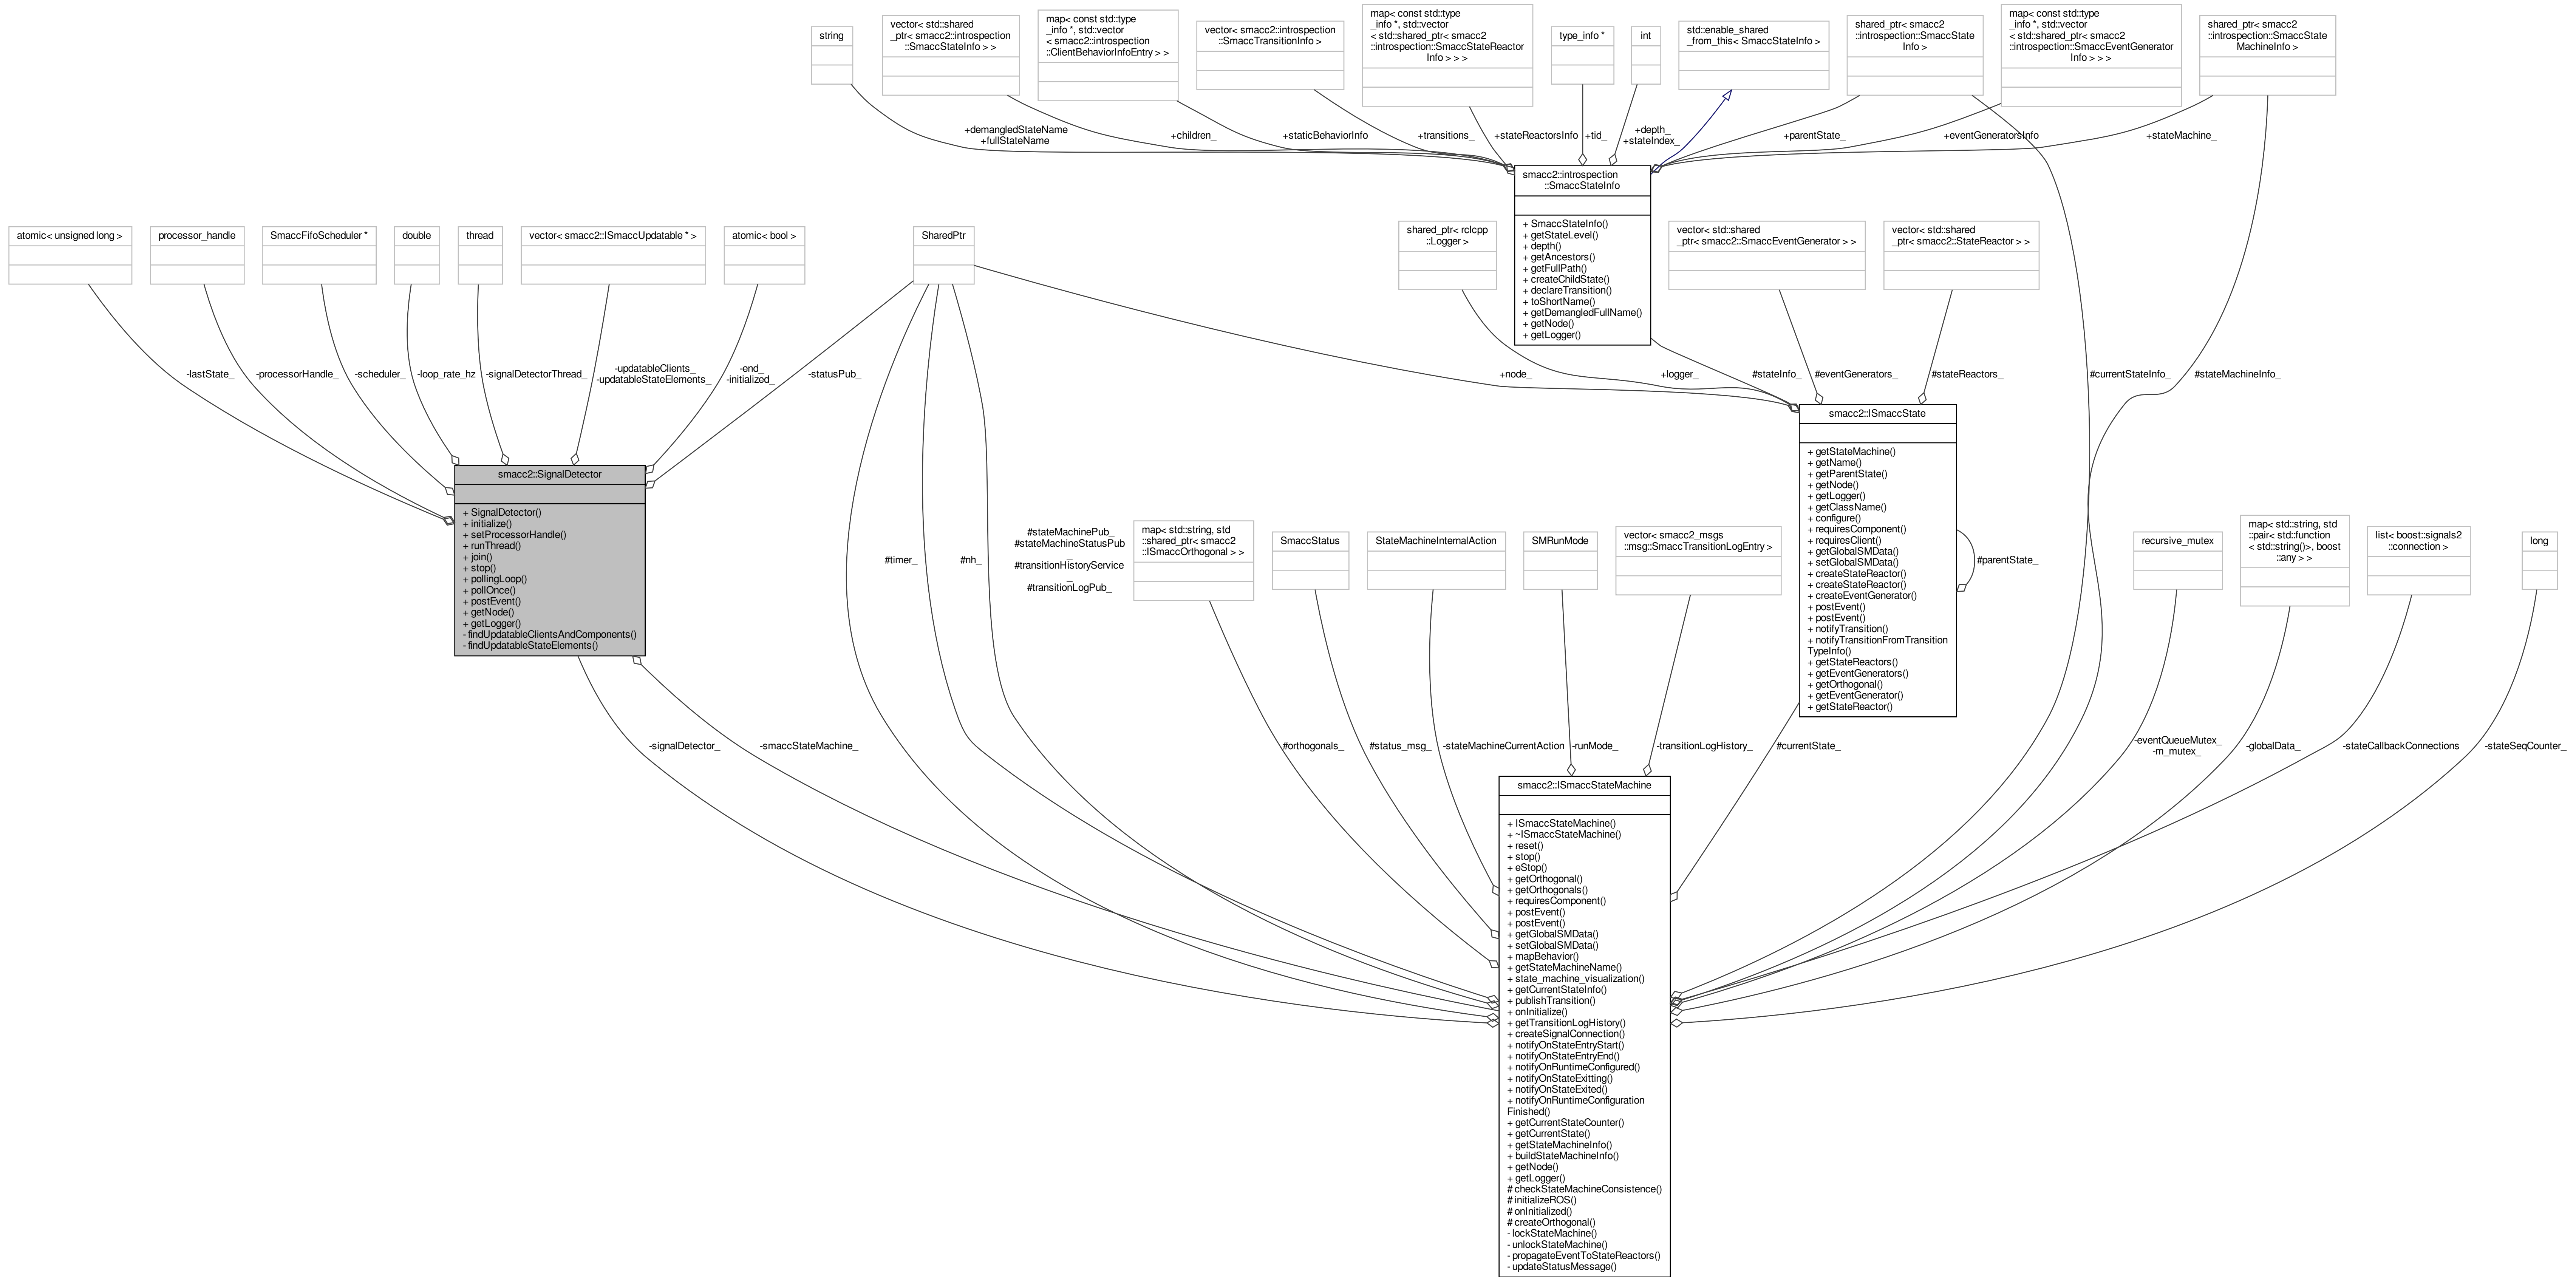 string
vector< std::shared
_ptr< smacc2::introspection
::SmaccStateInfo > >
map< const std::type
_info *, std::vector
< smacc2::introspection
::ClientBehaviorInfoEntry > >
vector< smacc2::introspection
::SmaccTransitionInfo >
map< const std::type
_info *, std::vector
< std::shared_ptr< smacc2
::introspection::SmaccStateReactor
Info > > >
type_info *
int
std::enable_shared
_from_this< SmaccStateInfo >
shared_ptr< smacc2
::introspection::SmaccState
Info >
map< const std::type
_info *, std::vector
< std::shared_ptr< smacc2
::introspection::SmaccEventGenerator
Info > > >
shared_ptr< smacc2
::introspection::SmaccState
MachineInfo >
+demangledStateName
+fullStateName
+children_
+staticBehaviorInfo
+transitions_
+stateReactorsInfo
+tid_
+depth_
+stateIndex_
+parentState_
+eventGeneratorsInfo
+stateMachine_
smacc2::introspection
::SmaccStateInfo
+ SmaccStateInfo()
+ getStateLevel()
+ depth()
+ getAncestors()
+ getFullPath()
+ createChildState()
+ declareTransition()
+ toShortName()
+ getDemangledFullName()
+ getNode()
+ getLogger()
atomic< unsigned long >
processor_handle
SmaccFifoScheduler *
double
thread
vector< smacc2::ISmaccUpdatable * >
atomic< bool >
SharedPtr
shared_ptr< rclcpp
::Logger >
vector< std::shared
_ptr< smacc2::SmaccEventGenerator > >
vector< std::shared
_ptr< smacc2::StateReactor > >
-lastState_
-processorHandle_
-scheduler_
-loop_rate_hz
-signalDetectorThread_
-updatableClients_
-updatableStateElements_
-end_
-initialized_
-statusPub_
+node_
+logger_
#stateInfo_
#eventGenerators_
#stateReactors_
#currentStateInfo_
#stateMachineInfo_
smacc2::SignalDetector
+ SignalDetector()
+ initialize()
+ setProcessorHandle()
+ runThread()
+ join()
+ stop()
+ pollingLoop()
+ pollOnce()
+ postEvent()
+ getNode()
+ getLogger()
- findUpdatableClientsAndComponents()
- findUpdatableStateElements()
smacc2::ISmaccState
+ getStateMachine()
+ getName()
+ getParentState()
+ getNode()
+ getLogger()
+ getClassName()
+ configure()
+ requiresComponent()
+ requiresClient()
+ getGlobalSMData()
+ setGlobalSMData()
+ createStateReactor()
+ createStateReactor()
+ createEventGenerator()
+ postEvent()
+ postEvent()
+ notifyTransition()
+ notifyTransitionFromTransition
TypeInfo()
+ getStateReactors()
+ getEventGenerators()
+ getOrthogonal()
+ getEventGenerator()
+ getStateReactor()
#parentState_
#timer_
#nh_
#stateMachinePub_
#stateMachineStatusPub
_
#transitionHistoryService
_
#transitionLogPub_
map< std::string, std
::shared_ptr< smacc2
::ISmaccOrthogonal > >
SmaccStatus
StateMachineInternalAction
SMRunMode
vector< smacc2_msgs
::msg::SmaccTransitionLogEntry >
recursive_mutex
map< std::string, std
::pair< std::function
< std::string()>, boost
::any > >
list< boost::signals2
::connection >
long
-signalDetector_
-smaccStateMachine_
#orthogonals_
#status_msg_
-stateMachineCurrentAction
-runMode_
-transitionLogHistory_
#currentState_
-eventQueueMutex_
-m_mutex_
-globalData_
-stateCallbackConnections
-stateSeqCounter_
smacc2::ISmaccStateMachine
+ ISmaccStateMachine()
+ ~ISmaccStateMachine()
+ reset()
+ stop()
+ eStop()
+ getOrthogonal()
+ getOrthogonals()
+ requiresComponent()
+ postEvent()
+ postEvent()
+ getGlobalSMData()
+ setGlobalSMData()
+ mapBehavior()
+ getStateMachineName()
+ state_machine_visualization()
+ getCurrentStateInfo()
+ publishTransition()
+ onInitialize()
+ getTransitionLogHistory()
+ createSignalConnection()
+ notifyOnStateEntryStart()
+ notifyOnStateEntryEnd()
+ notifyOnRuntimeConfigured()
+ notifyOnStateExitting()
+ notifyOnStateExited()
+ notifyOnRuntimeConfiguration
Finished()
+ getCurrentStateCounter()
+ getCurrentState()
+ getStateMachineInfo()
+ buildStateMachineInfo()
+ getNode()
+ getLogger()
# checkStateMachineConsistence()
# initializeROS()
# onInitialized()
# createOrthogonal()
- lockStateMachine()
- unlockStateMachine()
- propagateEventToStateReactors()
- updateStatusMessage()